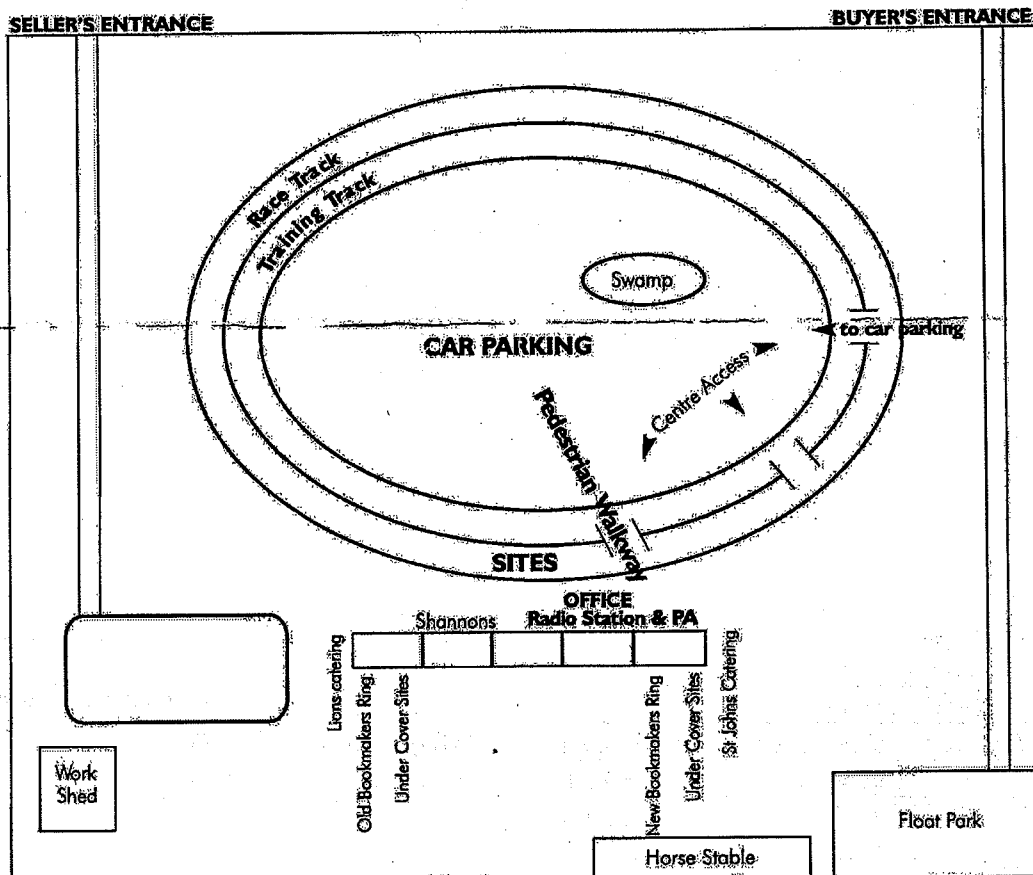 SELLER'S ENTRANCE
BUYER'S ENTRANCE
Race Track
Training Track
Swamp
to car parking
CAR PARKING
Centre Access
Pedestrian Walkway
SITES
OFFICE
Shannons
Radio Station & PA
Lions catering
Old Bookmakers Ring
Under Cover Sites
New Bookmakers Ring
Under Cover Sites
St Johns Catering
Work
Shed
Float Park
Horse Stable